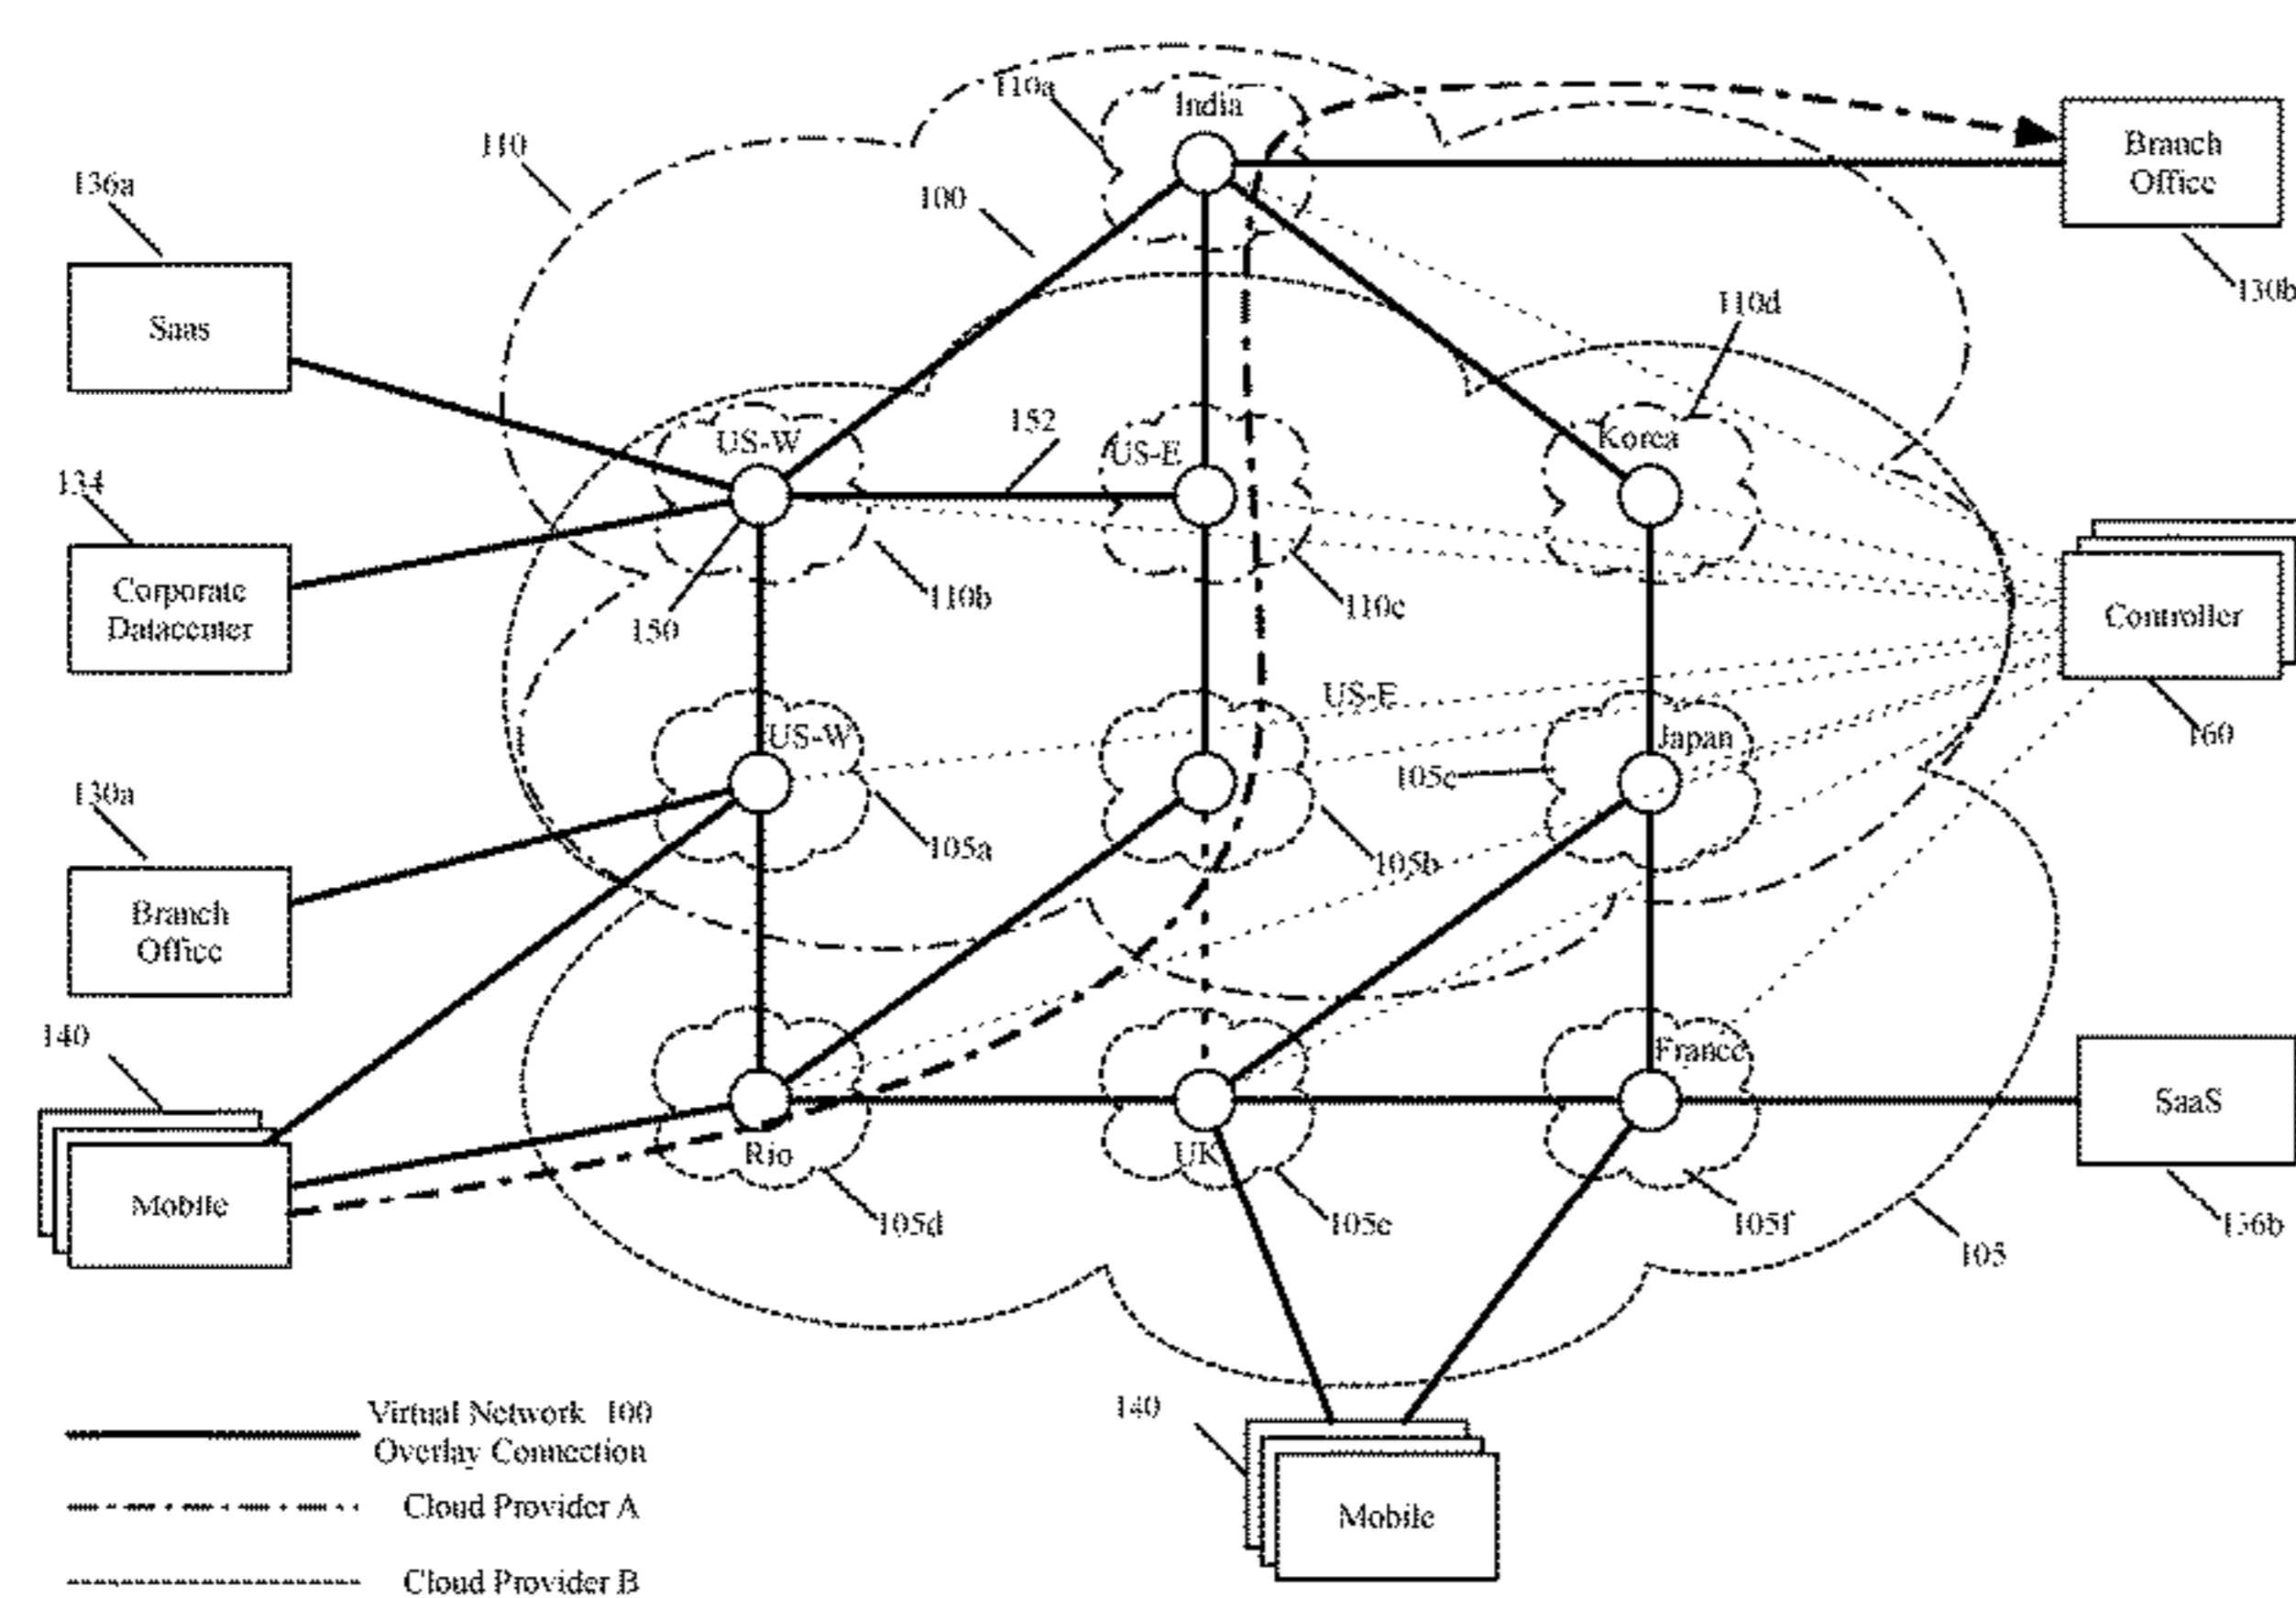 110a
India
110
Branch
Office
136a
100
130b
Saas
110d
152
US-W
US-E
Korea
134
Corporate
Datacenter
110b
110c
Controller
150
US-E
160
US-W
Japan
105c
130a
105a
105b
Branch
Office
140
France
SaaS
Rio
UK
Mobile
105d
105e
105f
136b
105
Virtual Network 100
Overlay Connection
140
Cloud Provider A
Mobile
Cloud Provider B